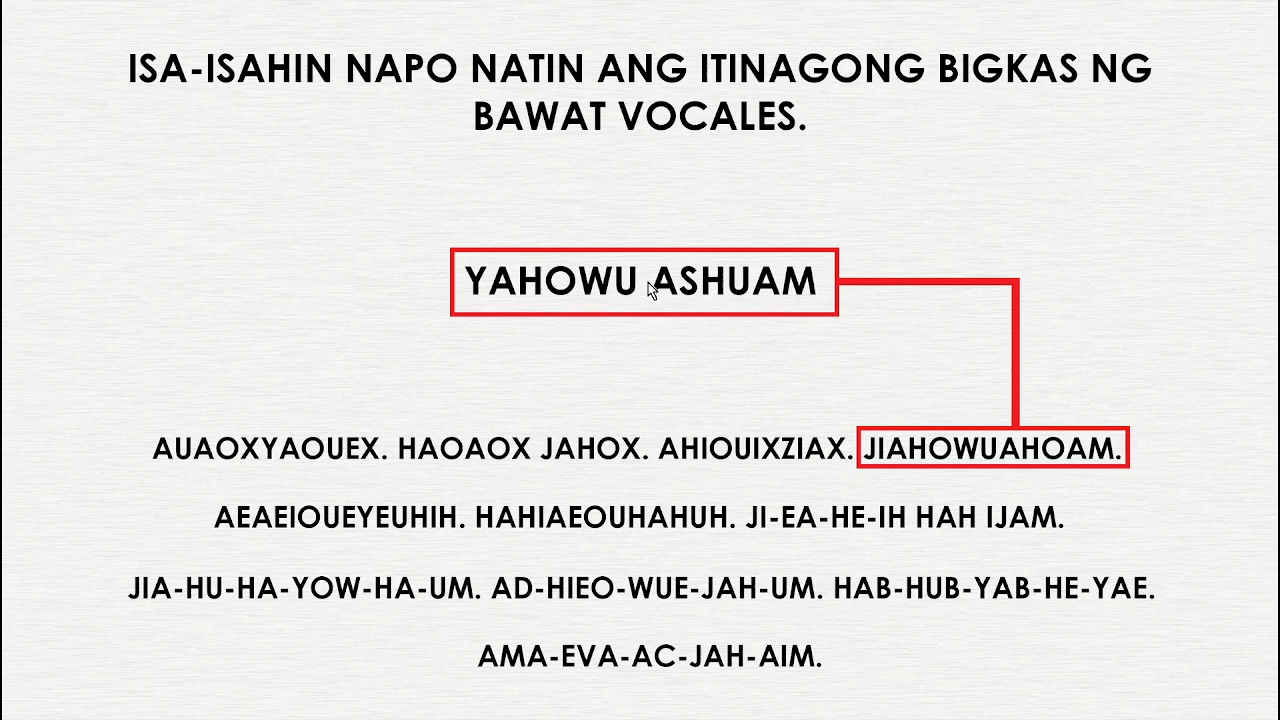 ISA-ISAHIN NAPO NATIN ANG ITINAGONG BIGKAS NG
BAWAT VOCALES.
YAHOWU ASHUAM
AUAOXYAOUEX. HAOAOX JAHOX. AHIOUIXZIAX. JIAHOWUAHOAM.
AEAEIOUEYEUHIH. HAHIAEOUHAHUH. JI-EA-HE-IH HAH IJAM.
JIA-HU-HA-YOW-HA-UM. AD-HIEO-WUE-JAH-UM. HAB-HUB-YAB-HE-YAE.
AMA-EVA-AC-JAH-AIM.